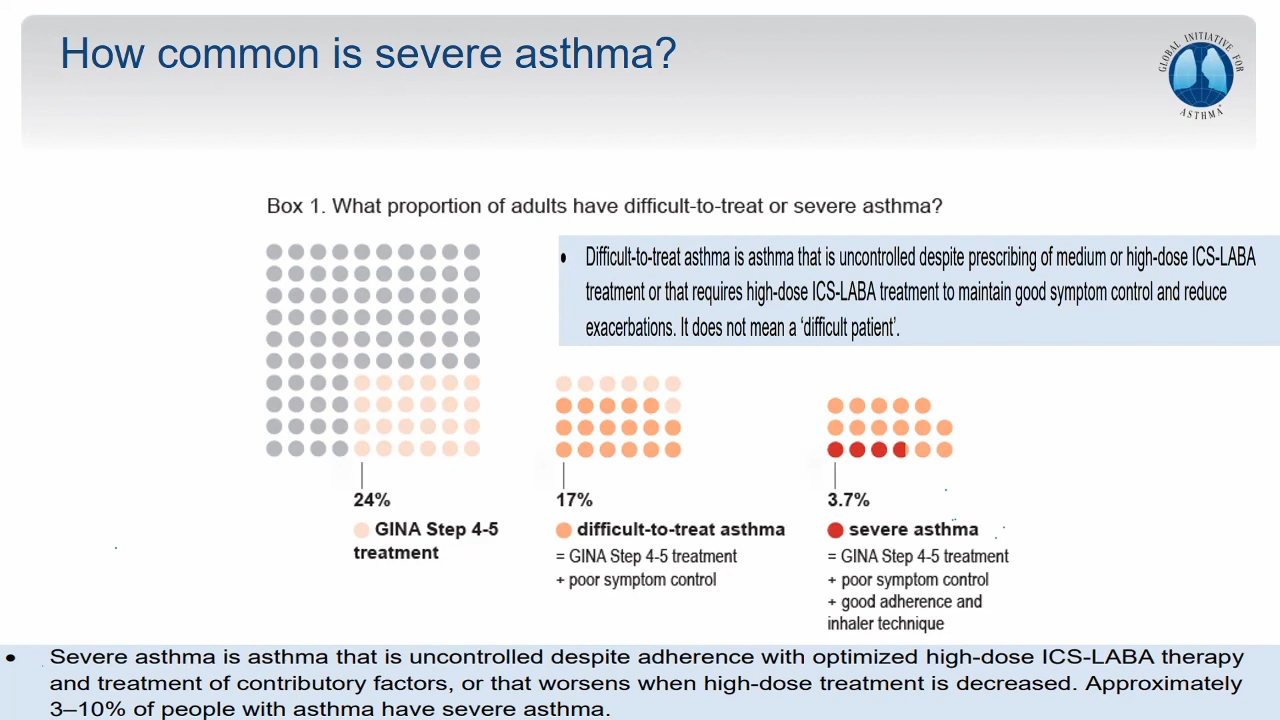 How common is severe asthma?
GLOBAL INITIATIVE FOR
ASTHMA
Box 1. What proportion of adults have difficult-to-treat or severe asthma?
• Difficult-to-treat asthma is asthma that is uncontrolled despite prescribing of medium or high-dose ICS-LABA
treatment or that requires high-dose ICS-LABA treatment to maintain good symptom control and reduce
exacerbations. It does not mean a ‘difficult patient’.
24%
GINA Step 4-5
treatment
17%
difficult-to-treat asthma
= GINA Step 4-5 treatment
+ poor symptom control
3.7%
severe asthma
= GINA Step 4-5 treatment
+ poor symptom control
+ good adherence and
inhaler technique
• Severe asthma is asthma that is uncontrolled despite adherence with optimized high-dose ICS-LABA therapy
and treatment of contributory factors, or that worsens when high-dose treatment is decreased. Approximately
3–10% of people with asthma have severe asthma.